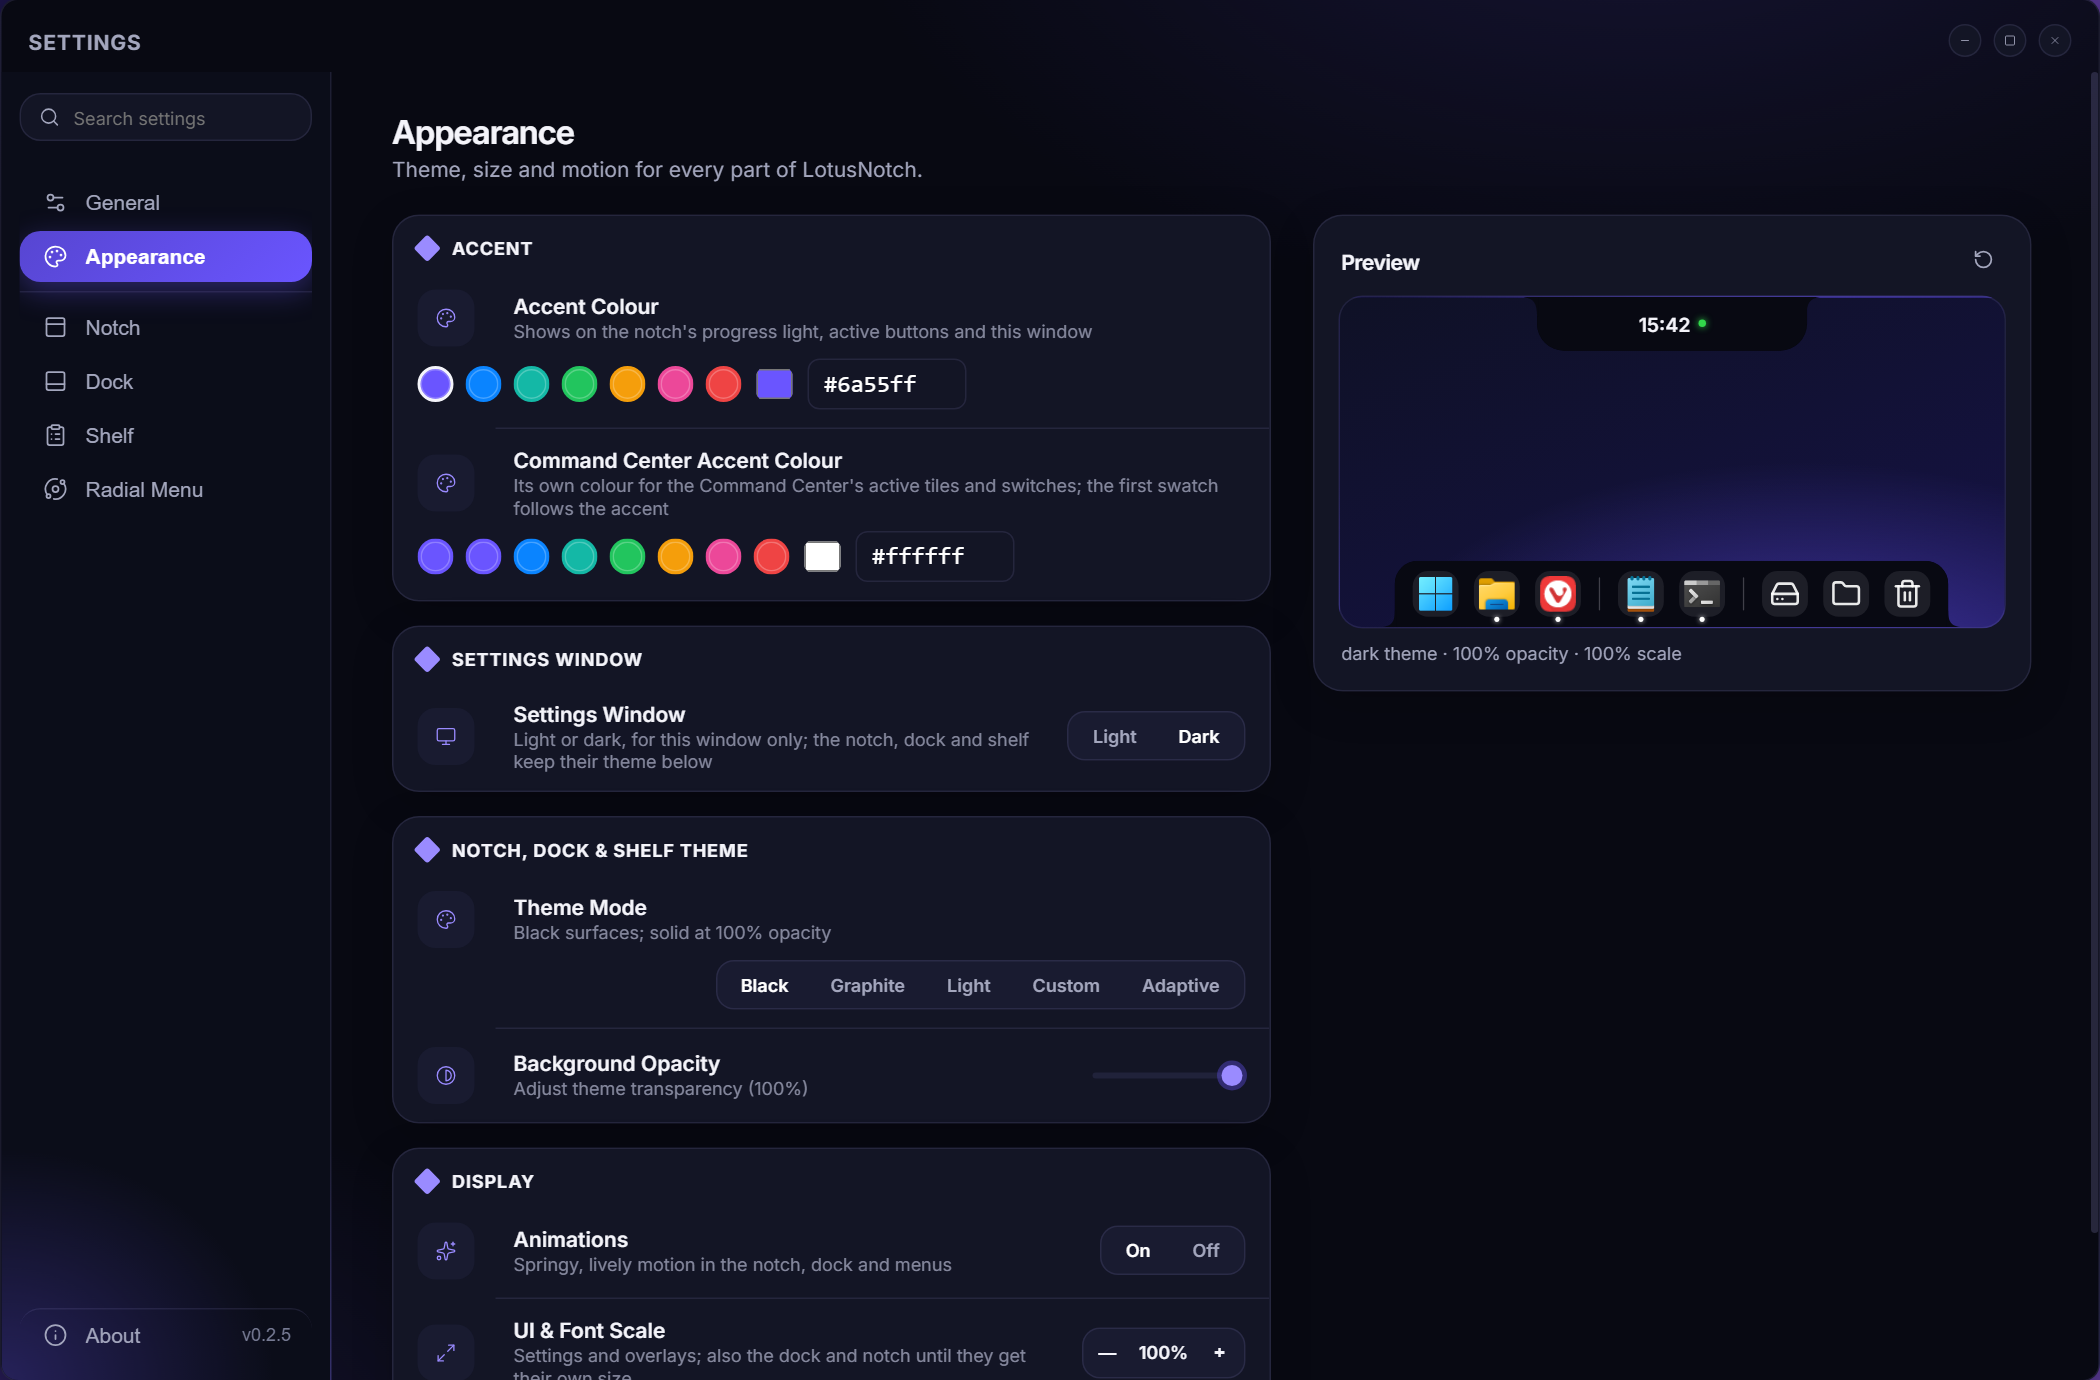 SETTINGS
Search settings
General
Appearance
Notch
Dock
Shelf
Radial Menu
About
v0.2.5
Appearance
Theme, size and motion for every part of LotusNotch.
ACCENT
Accent Colour
Shows on the notch's progress light, active buttons and this window
#6a55ff
Command Center Accent Colour
Its own colour for the Command Center's active tiles and switches; the first swatch
follows the accent
#ffffff
SETTINGS WINDOW
Settings Window
Light or dark, for this window only; the notch, dock and shelf
keep their theme below
Light Dark
NOTCH, DOCK & SHELF THEME
Theme Mode
Black surfaces; solid at 100% opacity
Black Graphite Light Custom Adaptive
Background Opacity
Adjust theme transparency (100%)
DISPLAY
Animations
Springy, lively motion in the notch, dock and menus
On Off
UI & Font Scale
Settings and overlays; also the dock and notch until they get
their own size
— 100% +
Preview
15:42
dark theme · 100% opacity · 100% scale